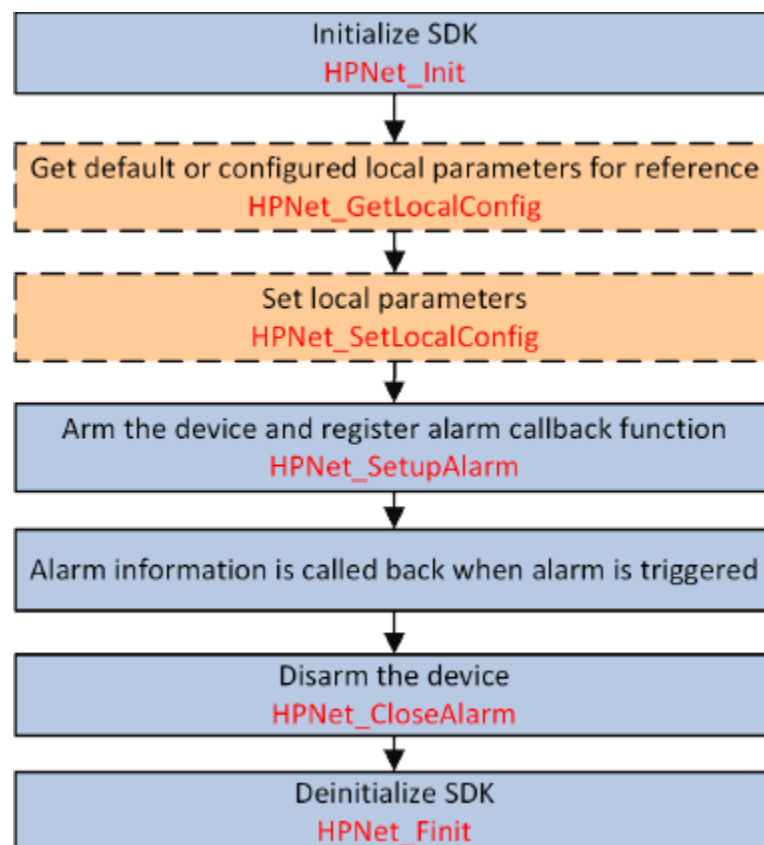 Initialize SDK
HPNet_Init
Get default or configured local parameters for reference
HPNet_GetLocalConfig
Set local parameters
HPNet_SetLocalConfig
Arm the device and register alarm callback function
HPNet_SetupAlarm
Alarm information is called back when alarm is triggered
Disarm the device
HPNet_CloseAlarm
Deinitialize SDK
HPNet_Finit